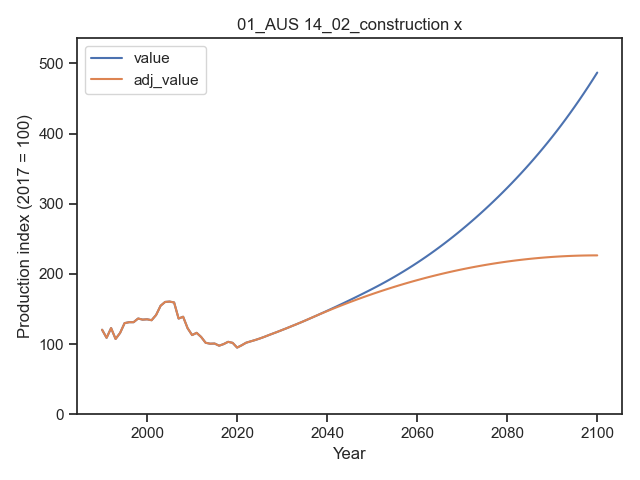 01_AUS 14_02_construction x
value
adj_value
Production index (2017 = 100)
500
400
300
200
100
0
2000
2020
2040
2060
2080
2100
Year